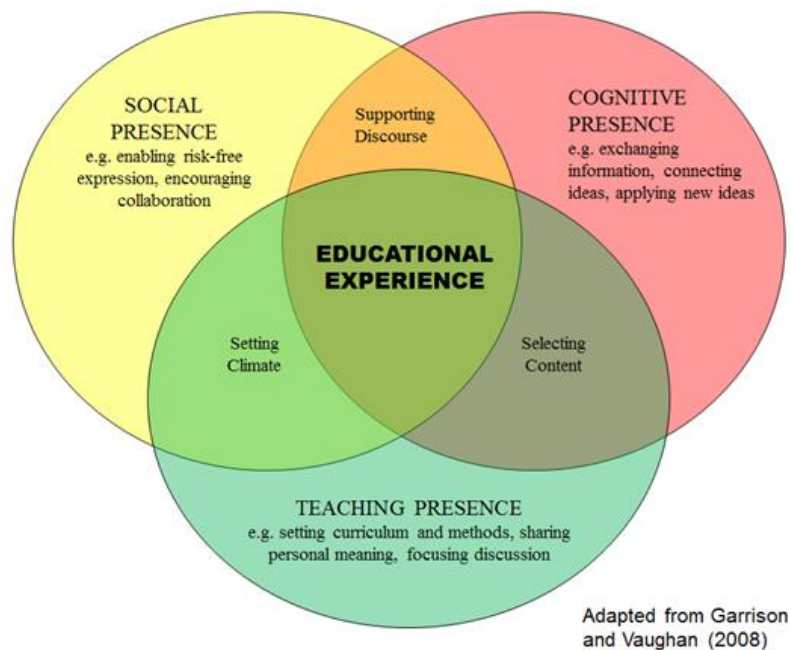 SOCIAL
PRESENCE
e.g. enabling risk-free
expression, encouraging
collaboration
Supporting
Discourse
COGNITIVE
PRESENCE
e.g. exchanging
information, connecting
ideas, applying new ideas
EDUCATIONAL
EXPERIENCE
Setting
Climate
Selecting
Content
TEACHING PRESENCE
e.g. setting curriculum and methods, sharing
personal meaning, focusing discussion
Adapted from Garrison
and Vaughan (2008)